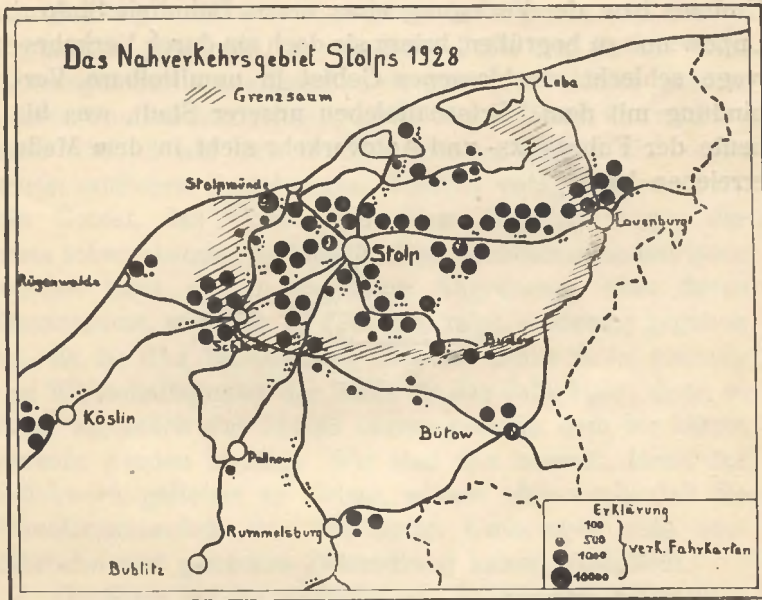 Das Nahverkehrsgebiet Stolps 1928
Grenzsaum
Leba
Stolpmünde
Lauenburg
Stolp
Rügenwalde
Schlawe
Budow
Köslin
Bütow
Pollnow
Rummelsburg
Bublitz
Erklärung
100
500
1000
verk. Fahrkarten
10000